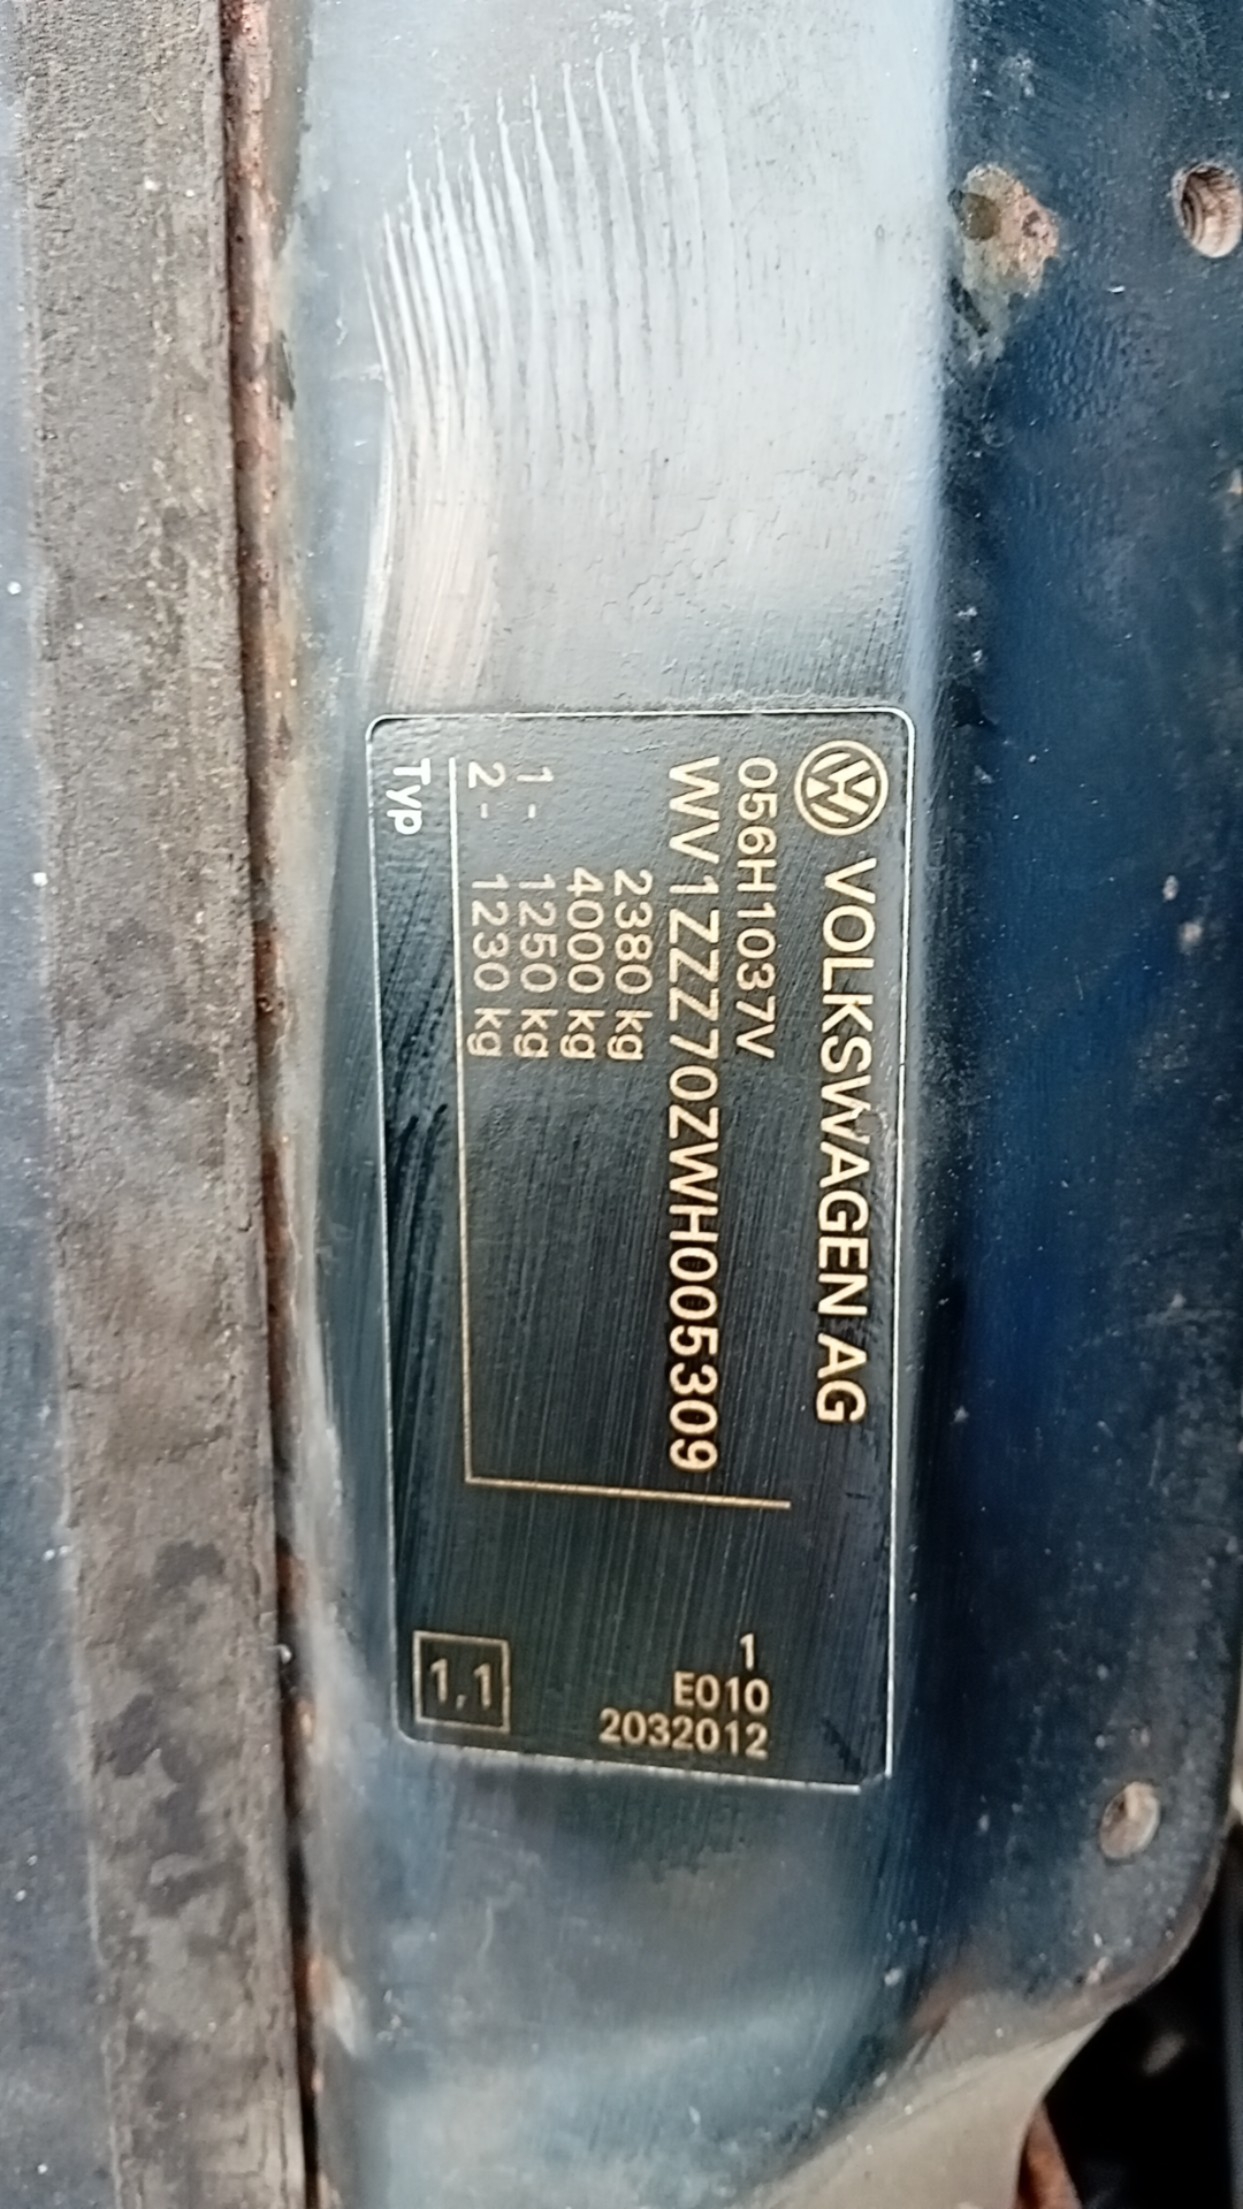 VOLKSWAGEN AG
056H1037V
WV1ZZZ70ZWH005309
2380 kg
4000 kg
1 - 1250 kg
2 - 1230 kg
Typ
1
E010
2032012
1,1